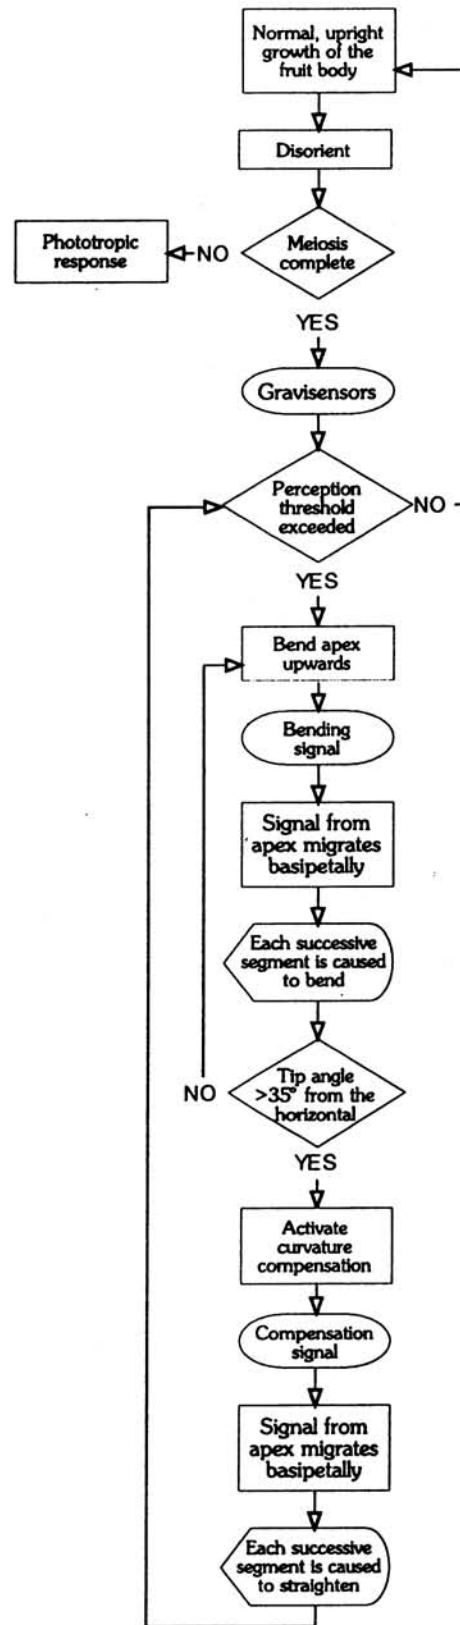 Normal, upright
growth of the
fruit body
Disorient
Phototropic
response
NO
Meiosis
complete
YES
Gravisensors
Perception
threshold
exceeded
NO
YES
Bend apex
upwards
Bending
signal
Signal from
apex migrates
basipetally
Each successive
segment is caused
to bend
Tip angle
>35° from the
horizontal
NO
YES
Activate
curvature
compensation
Compensation
signal
Signal from
apex migrates
basipetally
Each successive
segment is caused
to straighten